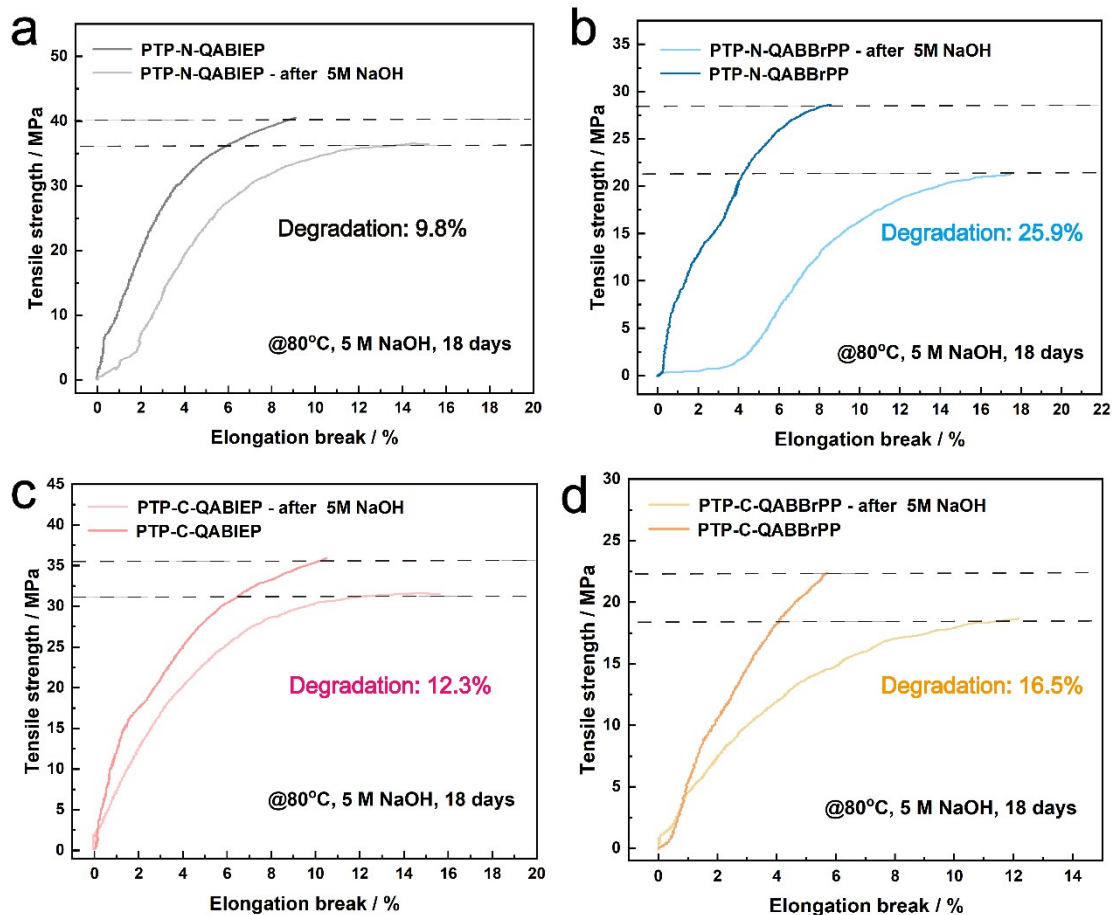 a
PTP-N-QABIEP
PTP-N-QABIEP - after 5M NaOH
50
40
30
20
10
0
Tensile strength / MPa
Degradation: 9.8%
@80°C, 5 M NaOH, 18 days
0 2 4 6 8 10 12 14 16 18 20
Elongation break / %
b
PTP-N-QABBrPP - after 5M NaOH
PTP-N-QABBrPP
35
30
25
20
15
10
5
0
Tensile strength / MPa
Degradation: 25.9%
@80°C, 5 M NaOH, 18 days
0 2 4 6 8 10 12 14 16 18 20 22
Elongation break / %
c
PTP-C-QABIEP - after 5M NaOH
PTP-C-QABIEP
45
40
35
30
25
20
15
10
5
0
Tensile strength / MPa
Degradation: 12.3%
@80°C, 5 M NaOH, 18 days
0 2 4 6 8 10 12 14 16 18 20
Elongation break / %
d
PTP-C-QABBrPP - after 5M NaOH
PTP-C-QABBrPP
30
25
20
15
10
5
0
Tensile strength / MPa
Degradation: 16.5%
@80°C, 5 M NaOH, 18 days
0 2 4 6 8 10 12 14
Elongation break / %